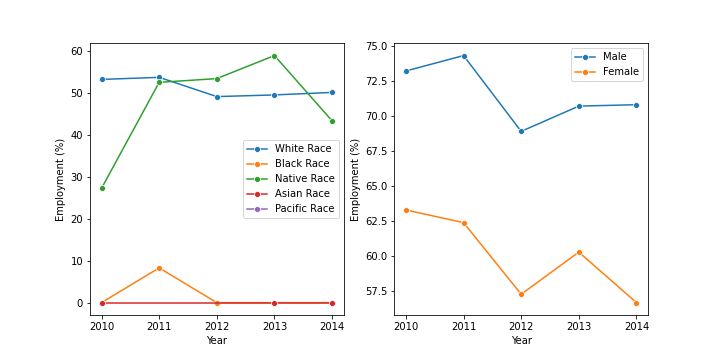 60
50
40
30
20
10
0
Employment (%)
2010 2011 2012 2013 2014
Year
White Race
Black Race
Native Race
Asian Race
Pacific Race
75.0
72.5
70.0
67.5
65.0
62.5
60.0
57.5
Employment (%)
2010 2011 2012 2013 2014
Year
Male
Female